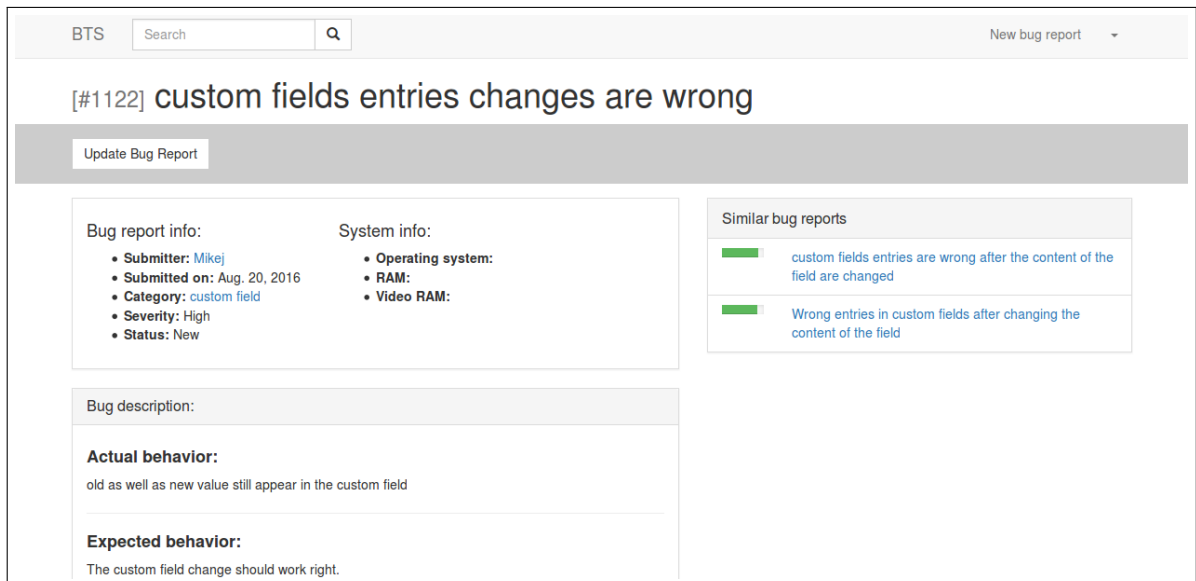 BTS
Search
New bug report
[#1122] custom fields entries changes are wrong
Update Bug Report
Bug report info:
• Submitter: Mikej
• Submitted on: Aug. 20, 2016
• Category: custom field
• Severity: High
• Status: New
System info:
• Operating system:
• RAM:
• Video RAM:
Similar bug reports
custom fields entries are wrong after the content of the
field are changed
Wrong entries in custom fields after changing the
content of the field
Bug description:
Actual behavior:
old as well as new value still appear in the custom field
Expected behavior:
The custom field change should work right.